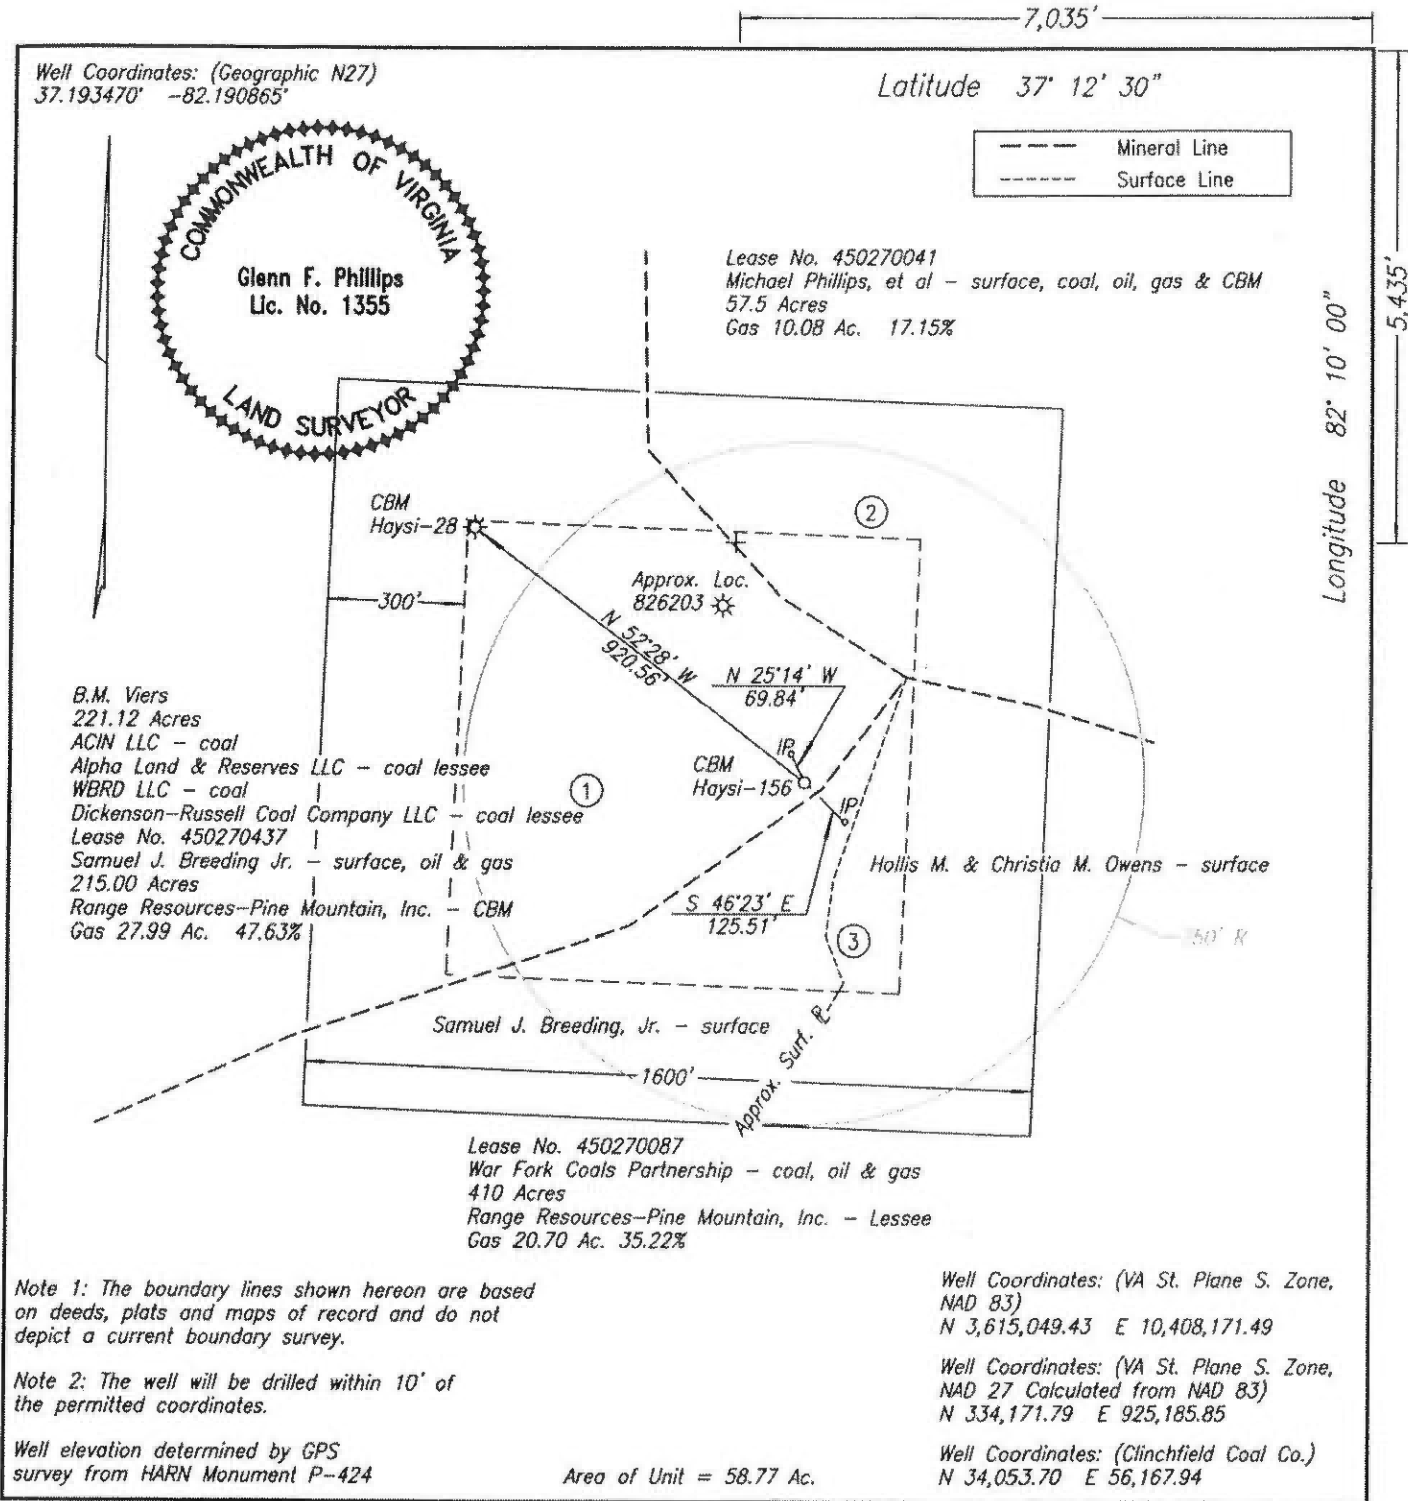 7,035'
Well Coordinates: (Geographic N27)
37.193470° -82.190865°
Latitude 37° 12' 30"
Mineral Line
Surface Line
COMMONWEALTH OF VIRGINIA
Glenn F. Phillips
Lic. No. 1355
LAND SURVEYOR
Lease No. 450270041
Michael Phillips, et al – surface, coal, oil, gas & CBM
57.5 Acres
Gas 10.08 Ac. 17.15%
5,435'
Longitude 82° 10' 00"
CBM
Haysi-28
2
Approx. Loc.
826203
300'
N 52°28' W
920.56'
N 25°14' W
69.84'
IP
CBM
Haysi-156
IP
1
B.M. Viers
221.12 Acres
ACIN LLC – coal
Alpha Land & Reserves LLC – coal lessee
WBRD LLC – coal
Dickenson-Russell Coal Company LLC – coal lessee
Lease No. 450270437
Samuel J. Breeding Jr. – surface, oil & gas
215.00 Acres
Range Resources-Pine Mountain, Inc. – CBM
Gas 27.99 Ac. 47.63%
Hollis M. & Christia M. Owens – surface
S 46°23' E
125.51'
3
50' R
Samuel J. Breeding, Jr. – surface
Approx. Surf. ⅊
1600'
Lease No. 450270087
War Fork Coals Partnership – coal, oil & gas
410 Acres
Range Resources-Pine Mountain, Inc. – Lessee
Gas 20.70 Ac. 35.22%
Note 1: The boundary lines shown hereon are based
on deeds, plats and maps of record and do not
depict a current boundary survey.
Note 2: The well will be drilled within 10' of
the permitted coordinates.
Well elevation determined by GPS
survey from HARN Monument P-424
Area of Unit = 58.77 Ac.
Well Coordinates: (VA St. Plane S. Zone,
NAD 83)
N 3,615,049.43 E 10,408,171.49
Well Coordinates: (VA St. Plane S. Zone,
NAD 27 Calculated from NAD 83)
N 334,171.79 E 925,185.85
Well Coordinates: (Clinchfield Coal Co.)
N 34,053.70 E 56,167.94